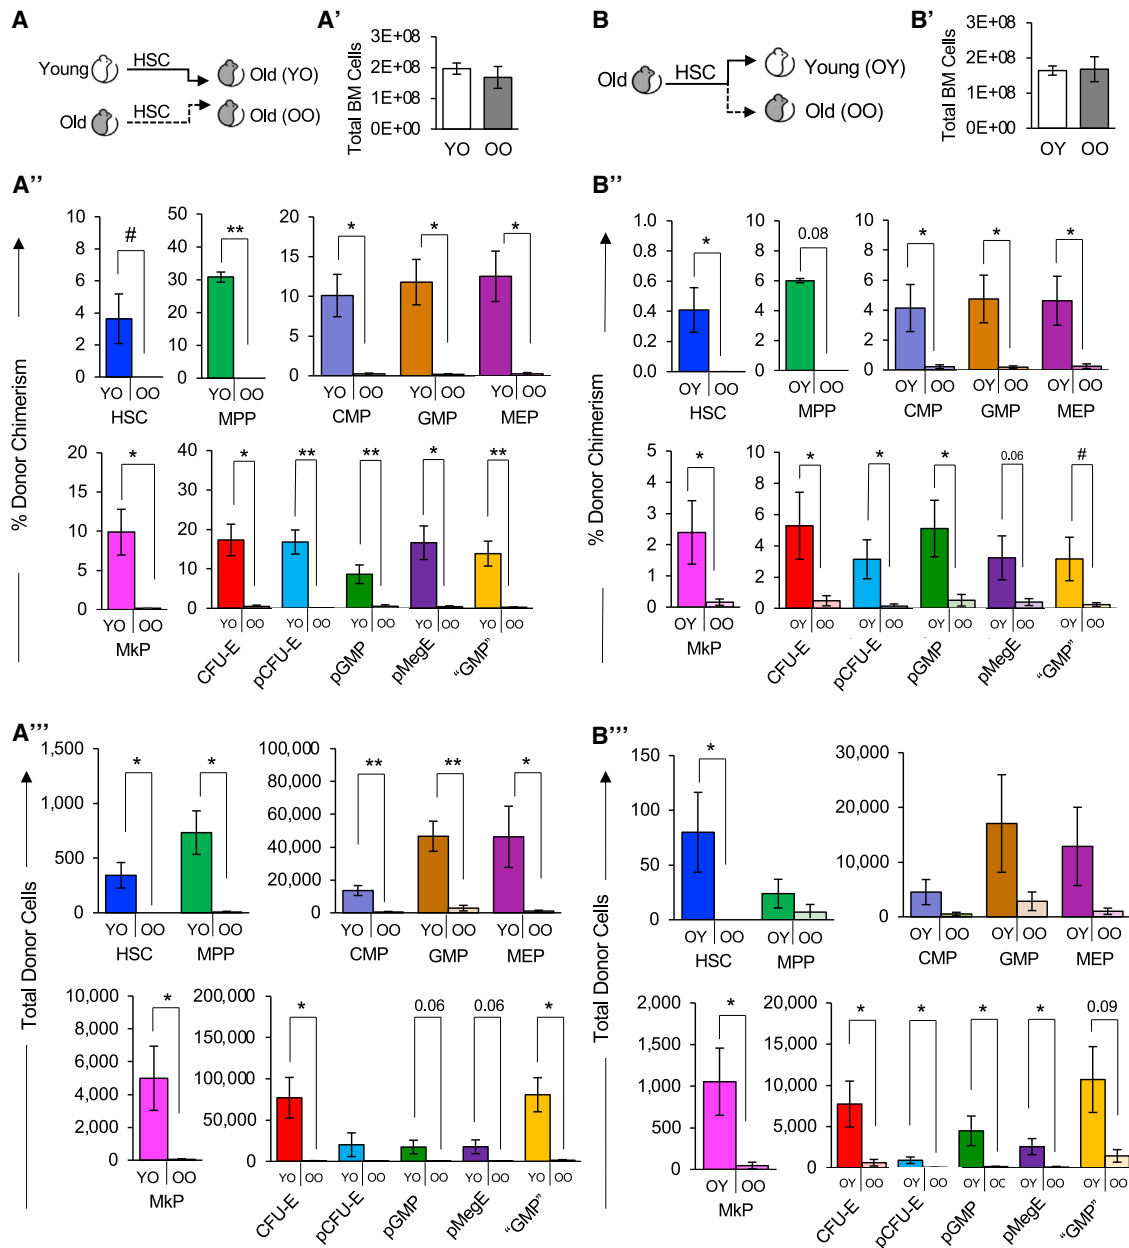 A
Young
HSC
Old (YO)
Old
HSC
Old (OO)
A'
Total BM Cells
3E+08
2E+08
1E+08
0E+00
YO OO
B
Old
HSC
Young (OY)
Old (OO)
B'
Total BM Cells
3E+08
2E+08
1E+08
0E+00
OY OO
A''
% Donor Chimerism
10
8
6
4
2
0
#
YO OO
HSC
50
40
30
20
10
0
**
YO OO
MPP
20
15
10
5
0
* * *
YO OO YO OO YO OO
CMP GMP MEP
20
15
10
5
0
*
YO OO
MkP
40
30
20
10
0
* ** ** * **
YO OO YO OO YO OO YO OO YO OO
CFU-E pCFU-E pGMP pMegE “GMP”
B''
% Donor Chimerism
1.0
0.8
0.6
0.4
0.2
0.0
*
OY OO
HSC
10
8
6
4
2
0
0.08
OY OO
MPP
10
8
6
4
2
0
* * *
OY OO OY OO OY OO
CMP GMP MEP
5
4
3
2
1
0
*
OY OO
MkP
10
8
6
4
2
0
* * * 0.06 #
OY OO OY OO OY OO OY OO OY OO
CFU-E pCFU-E pGMP pMegE “GMP”
A'''
Total Donor Cells
1,500
1,000
500
0
* *
YO OO YO OO
HSC MPP
100,000
80,000
60,000
40,000
20,000
0
** ** *
YO OO YO OO YO OO
CMP GMP MEP
10,000
8,000
6,000
4,000
2,000
0
*
YO OO
MkP
200,000
150,000
100,000
50,000
0
* 0.06 0.06 *
YO OO YO OO YO OO YO OO YO OO
CFU-E pCFU-E pGMP pMegE “GMP”
B'''
Total Donor Cells
150
100
50
0
*
OY OO OY OO
HSC MPP
30,000
20,000
10,000
0
OY OO OY OO OY OO
CMP GMP MEP
2,000
1,500
1,000
500
0
*
OY OO
MkP
20,000
15,000
10,000
5,000
0
* * * * 0.09
OY OO OY OO OY OC OY OO OY OO
CFU-E pCFU-E pGMP pMegE “GMP”